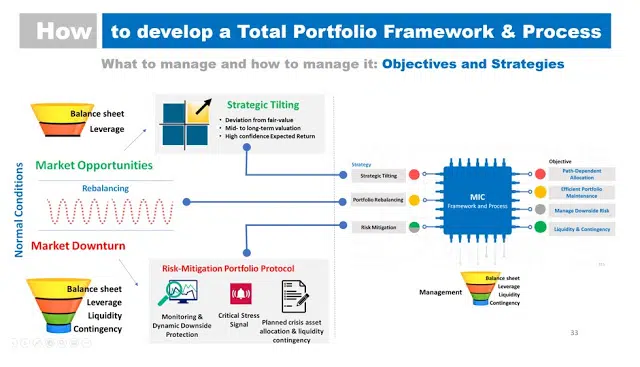 How to develop a Total Portfolio Framework & Process
What to manage and how to manage it: Objectives and Strategies
Normal Conditions
Balance sheet
Leverage
Market Opportunities
Rebalancing
Market Downturn
Balance sheet
Leverage
Liquidity
Contingency
Strategic Tilting
• Deviation from fair-value
• Mid- to long-term valuation
• High confidence Expected Return
Risk-Mitigation Portfolio Protocol
Monitoring &
Dynamic Downside
Protection
Critical Stress
Signal
Planned crisis asset
allocation & liquidity
contingency
Strategy
Strategic Tilting
Portfolio Rebalancing
Risk Mitigation
MIC
Framework and Process
Objective
Path-Dependent
Allocation
Efficient Portfolio
Maintenance
Manage Downside Risk
Liquidity & Contingency
Management
Balance sheet
Leverage
Liquidity
Contingency
33